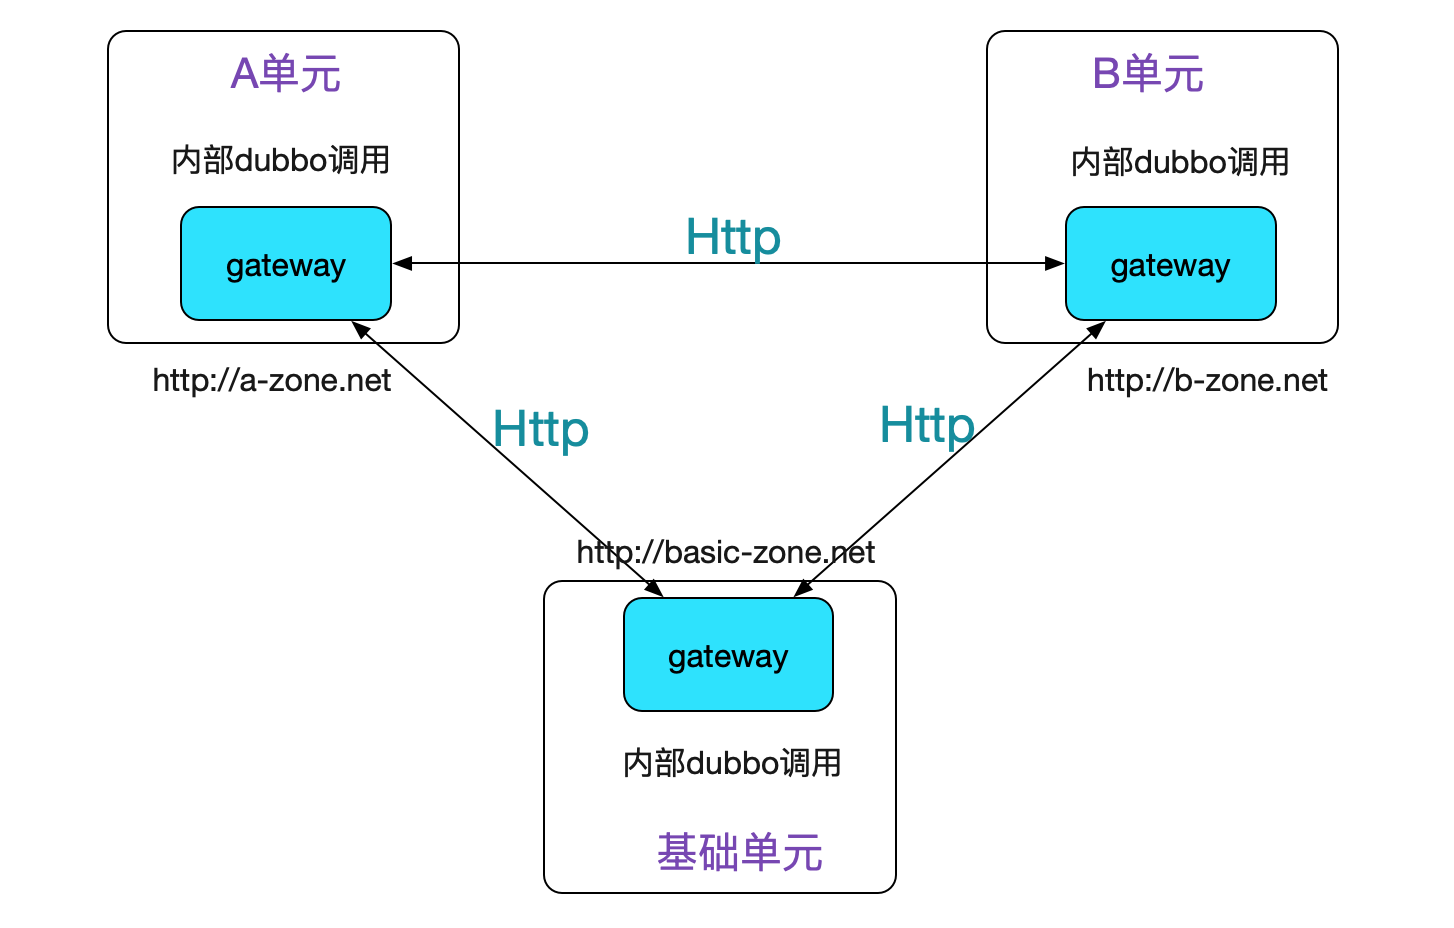 A单元
B单元
内部dubbo调用
内部dubbo调用
Http
gateway
gateway
http://a-zone.net
http://b-zone.net
Http
Http
http://basic-zone.net
gateway
内部dubbo调用
基础单元